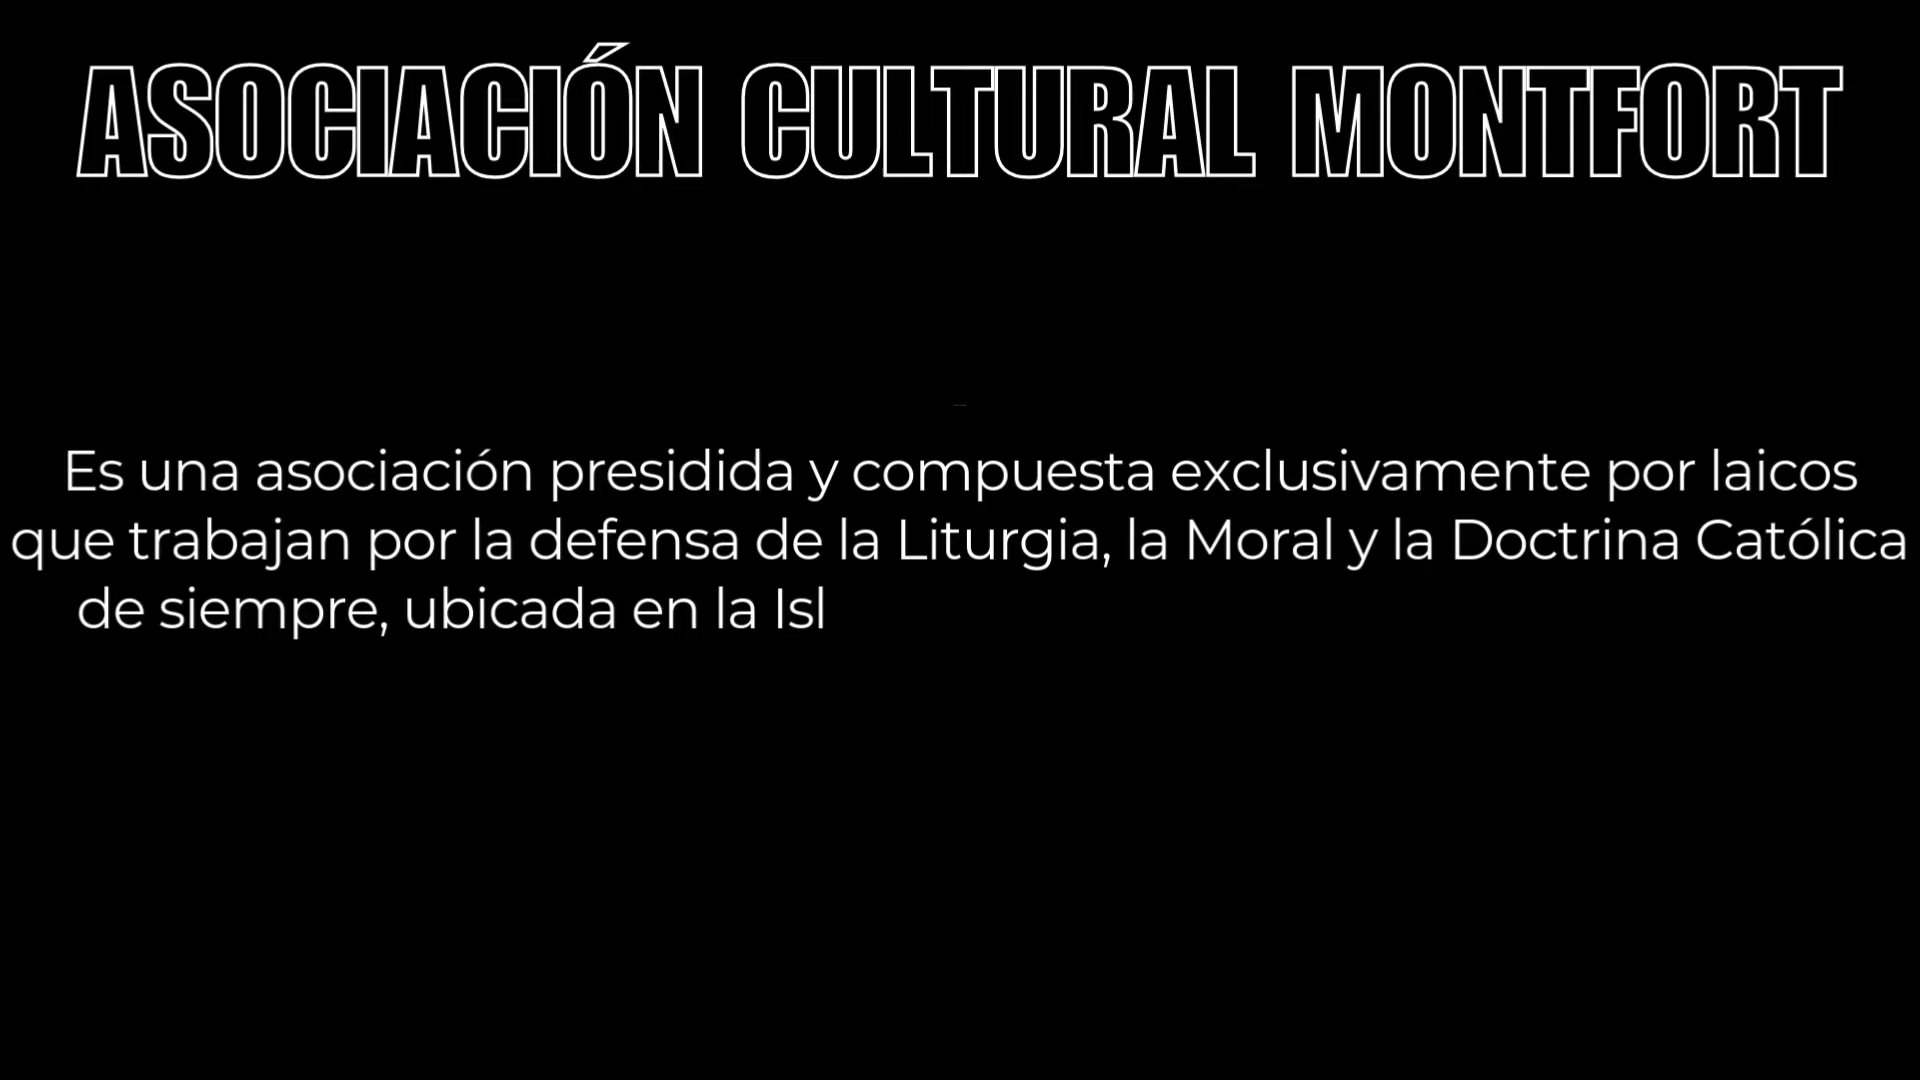 ASOCIACIÓN CULTURAL MONTFORT
Es una asociación presidida y compuesta exclusivamente por laicos
que trabajan por la defensa de la Liturgia, la Moral y la Doctrina Católica
de siempre, ubicada en la Isl